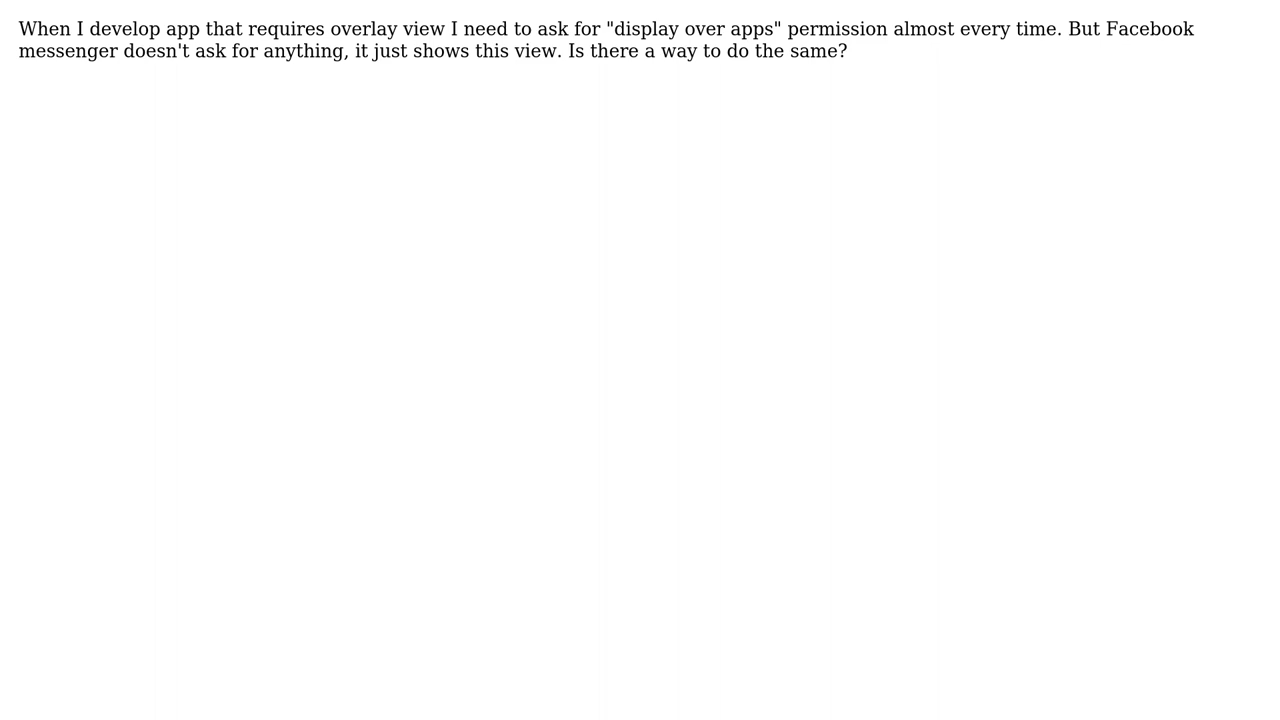 When I develop app that requires overlay view I need to ask for "display over apps" permission almost every time. But Facebook
messenger doesn't ask for anything, it just shows this view. Is there a way to do the same?